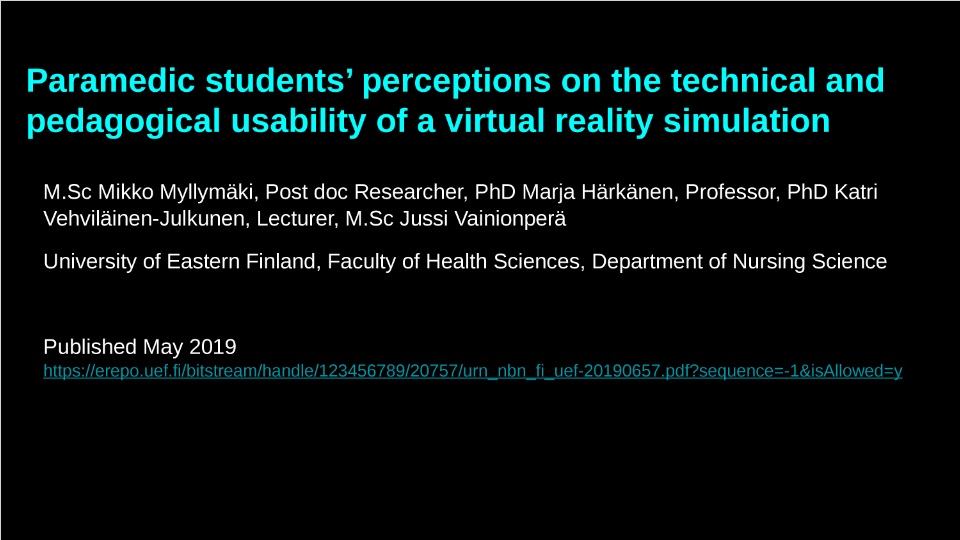 Paramedic students’ perceptions on the technical and
pedagogical usability of a virtual reality simulation
M.Sc Mikko Myllymäki, Post doc Researcher, PhD Marja Härkänen, Professor, PhD Katri
Vehviläinen-Julkunen, Lecturer, M.Sc Jussi Vainionperä
University of Eastern Finland, Faculty of Health Sciences, Department of Nursing Science
Published May 2019
https://erepo.uef.fi/bitstream/handle/123456789/20757/urn_nbn_fi_uef-20190657.pdf?sequence=-1&isAllowed=y